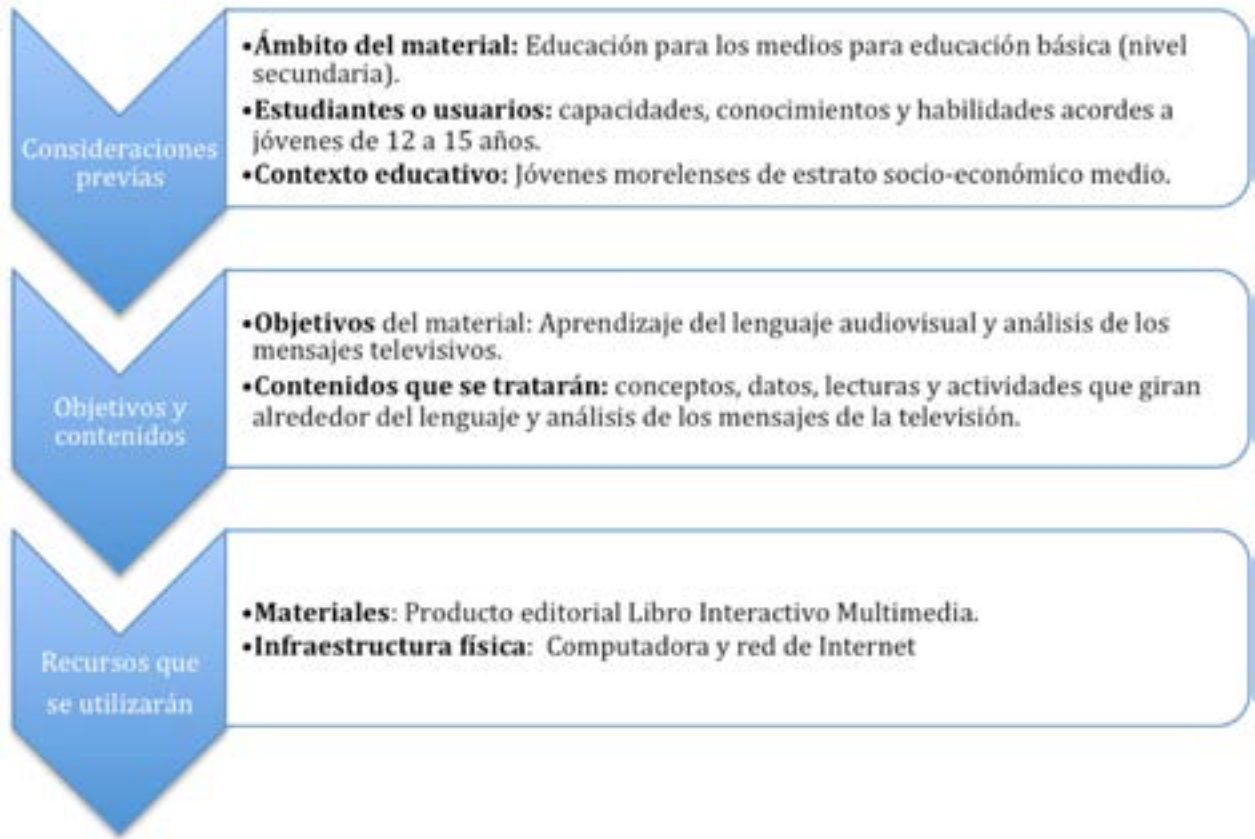 Consideraciones
previas
•Ámbito del material: Educación para los medios para educación básica (nivel
secundaria).
•Estudiantes o usuarios: capacidades, conocimientos y habilidades acordes a
jóvenes de 12 a 15 años.
•Contexto educativo: Jóvenes morelenses de estrato socio-económico medio.
Objetivos y
contenidos
•Objetivos del material: Aprendizaje del lenguaje audiovisual y análisis de los
mensajes televisivos.
•Contenidos que se tratarán: conceptos, datos, lecturas y actividades que giran
alrededor del lenguaje y análisis de los mensajes de la televisión.
Recursos que
se utilizarán
•Materiales: Producto editorial Libro Interactivo Multimedia.
•Infraestructura física: Computadora y red de Internet